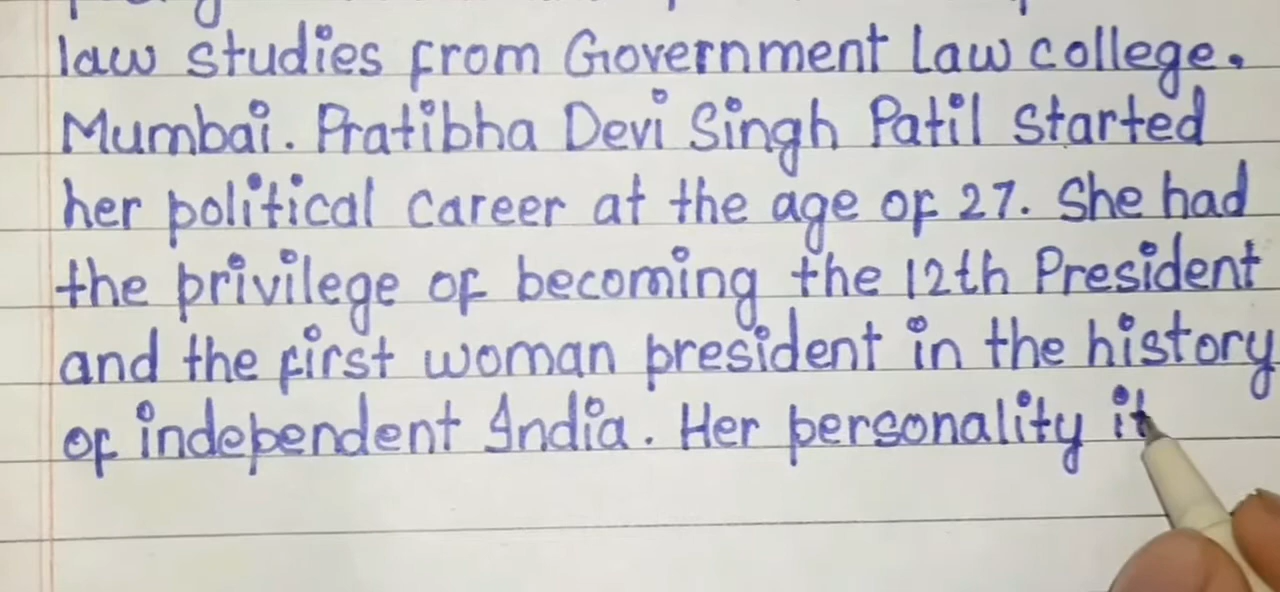 law studies from Government Law college.
Mumbai. Pratibha Devi Singh Patil Started
her political career at the age of 27. She had
the privilege of becoming the 12th President
and the first woman president in the history
of independent India. Her personality it